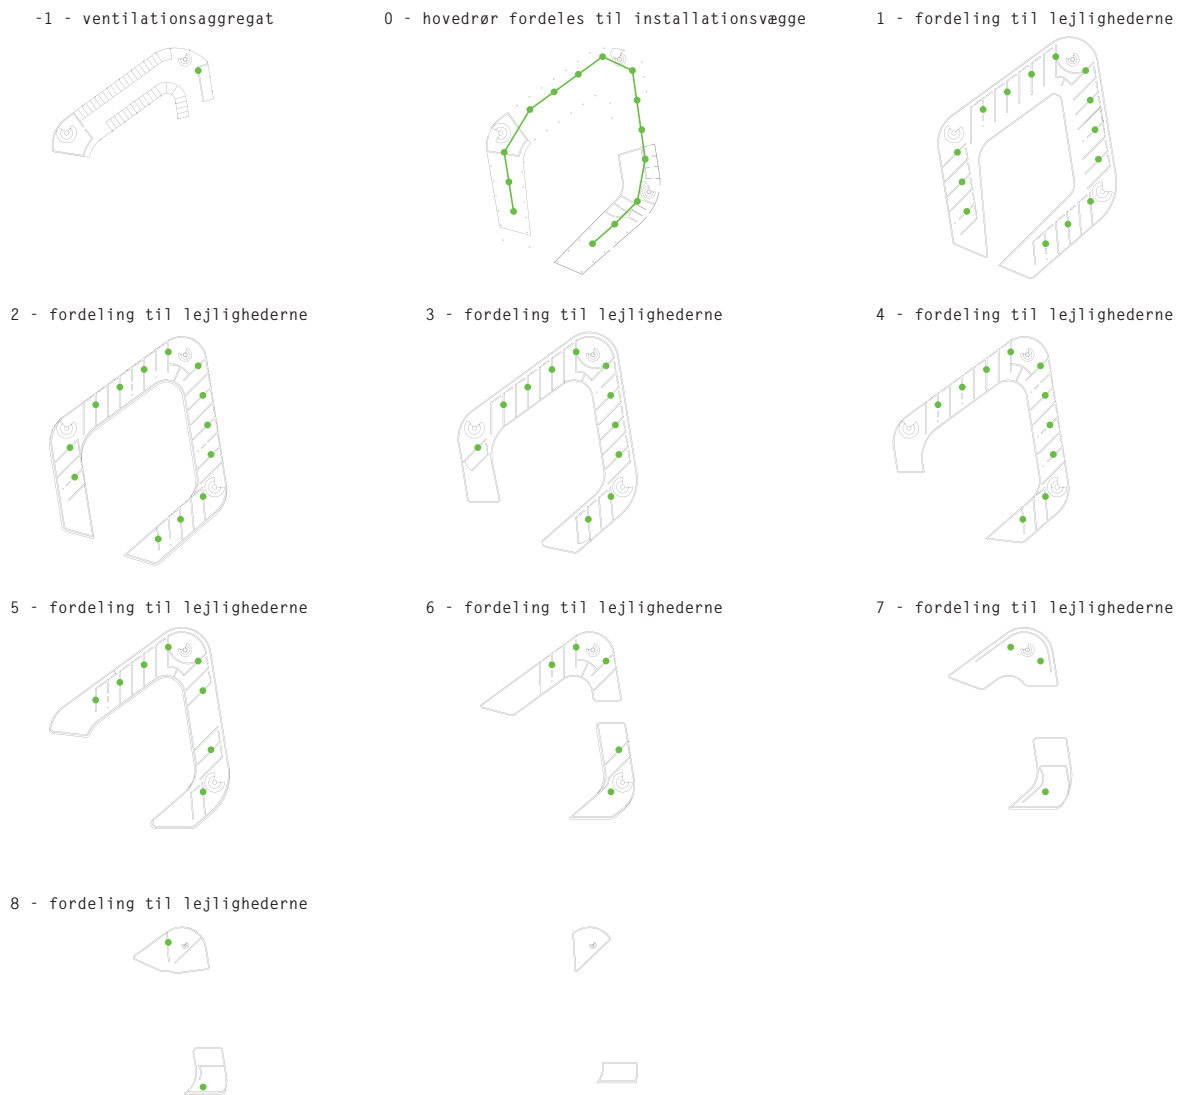 -1 - ventilationsaggregat
0 - hovedrør fordeles til installationsvægge
1 - fordeling til lejlighederne
2 - fordeling til lejlighederne
3 - fordeling til lejlighederne
4 - fordeling til lejlighederne
5 - fordeling til lejlighederne
6 - fordeling til lejlighederne
7 - fordeling til lejlighederne
8 - fordeling til lejlighederne